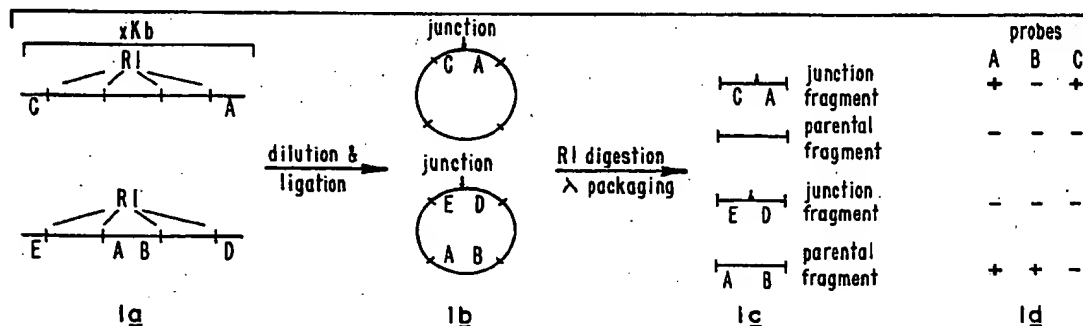 xKb
RI
C A
RI
E A B D
1a
dilution &
ligation
junction
C A
junction
E D
A B
1b
RI digestion
λ packaging
C A
junction
fragment
parental
fragment
E D
junction
fragment
A B
parental
fragment
1c
probes
A B C
+ - +
- - -
- - -
+ + -
1d